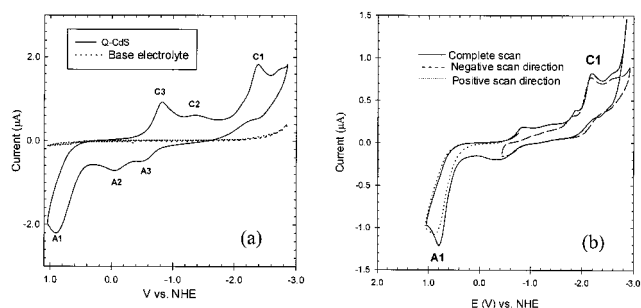 (a)
Q-CdS
Base electrolyte
C1
C3
C2
A2
A3
A1
2.0
0.0
-2.0
Current (µA)
1.0
0.0
-1.0
-2.0
-3.0
V vs. NHE
(b)
Complete scan
Negative scan direction
Positive scan direction
C1
A1
1.5
1.0
0.5
0.0
-0.5
-1.0
-1.5
Current (µA)
2.0
1.0
0.0
-1.0
-2.0
-3.0
E (V) vs. NHE